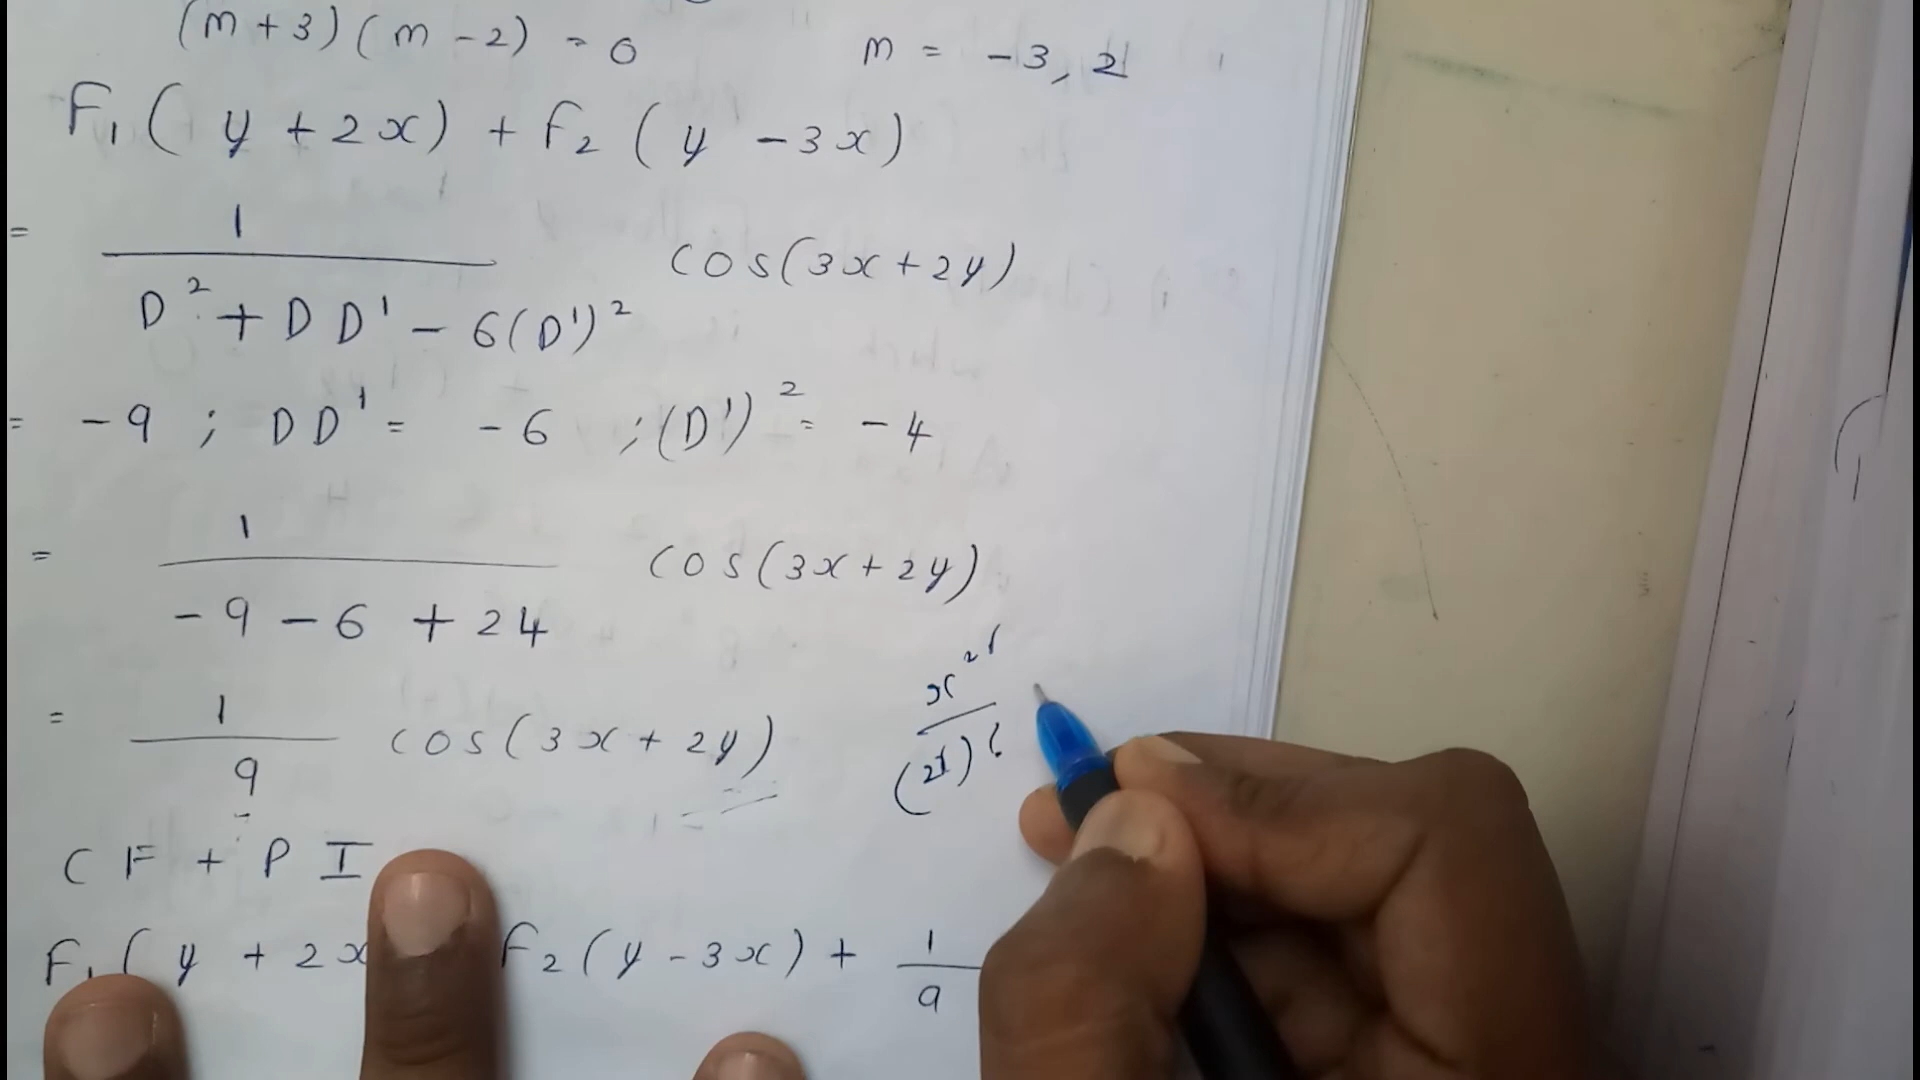 (m + 3) (m - 2) = 0 m = -3, 2
F₁ ( y + 2x) + F₂ ( y - 3x)
= 1
cos(3x + 2y)
D² + D D' - 6(D')²
= -9 ; D D' = -6 ; (D')² = -4
= 1
cos(3x + 2y)
-9 - 6 + 24
= 1
cos(3x + 2y)
9
CF + PI
F₁ ( y + 2x F₂ ( y - 3x) + 1
9